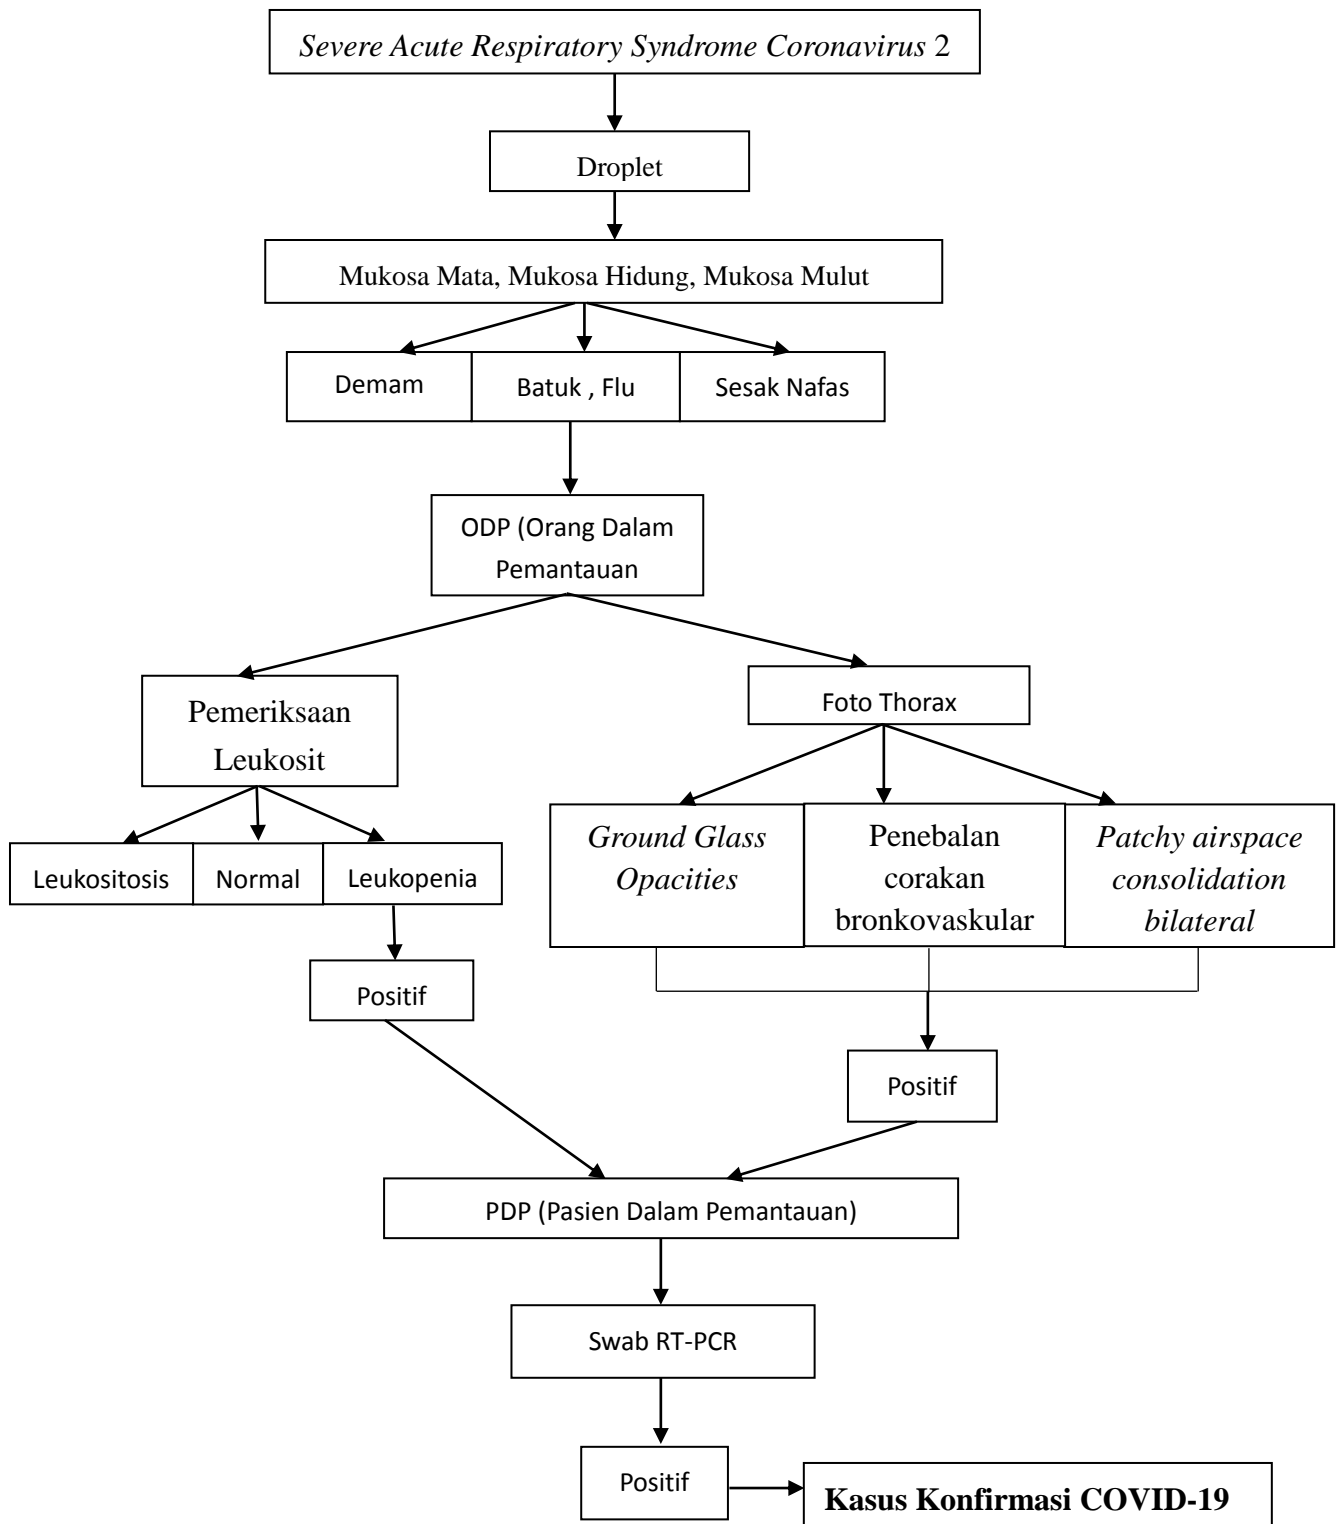 Severe Acute Respiratory Syndrome Coronavirus 2
Droplet
Mukosa Mata, Mukosa Hidung, Mukosa Mulut
Demam
Batuk , Flu
Sesak Nafas
ODP (Orang Dalam
Pemantauan
Pemeriksaan
Leukosit
Foto Thorax
Leukositosis
Normal
Leukopenia
Ground Glass
Opacities
Penebalan
corakan
bronkovaskular
Patchy airspace
consolidation
bilateral
Positif
Positif
PDP (Pasien Dalam Pemantauan)
Swab RT-PCR
Positif
Kasus Konfirmasi COVID-19